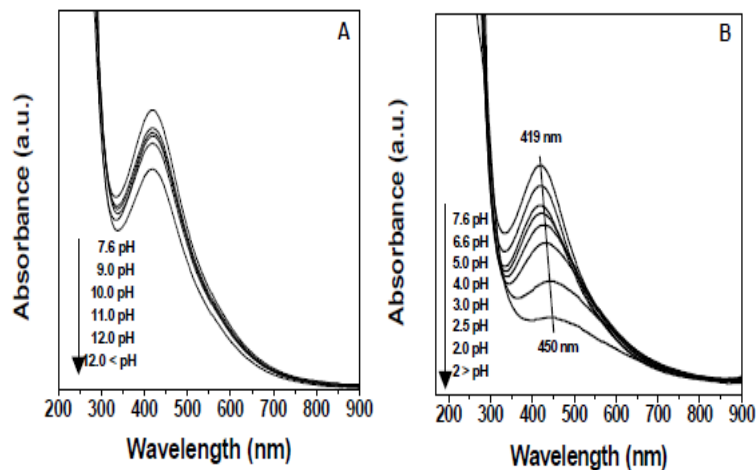 A
Absorbance (a.u.)
7.6 pH
9.0 pH
10.0 pH
11.0 pH
12.0 pH
12.0 < pH
200 300 400 500 600 700 800 900
Wavelength (nm)
B
Absorbance (a.u.)
419 nm
7.6 pH
6.6 pH
5.0 pH
4.0 pH
3.0 pH
2.5 pH
2.0 pH
2 > pH
450 nm
200 300 400 500 600 700 800 900
Wavelength (nm)